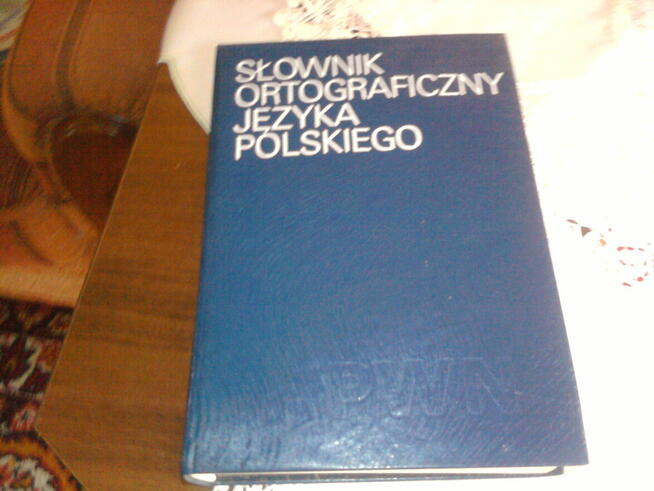 SŁOWNIK
ORTOGRAFICZNY
JĘZYKA
POLSKIEGO
PWN